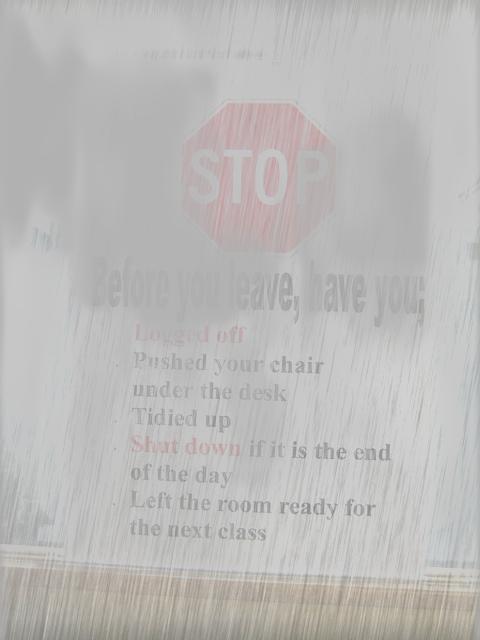 STOP
Before you leave, have you;
Logged off
Pushed your chair
under the desk
Tidied up
Shut down if it is the end
of the day
Left the room ready for
the next class